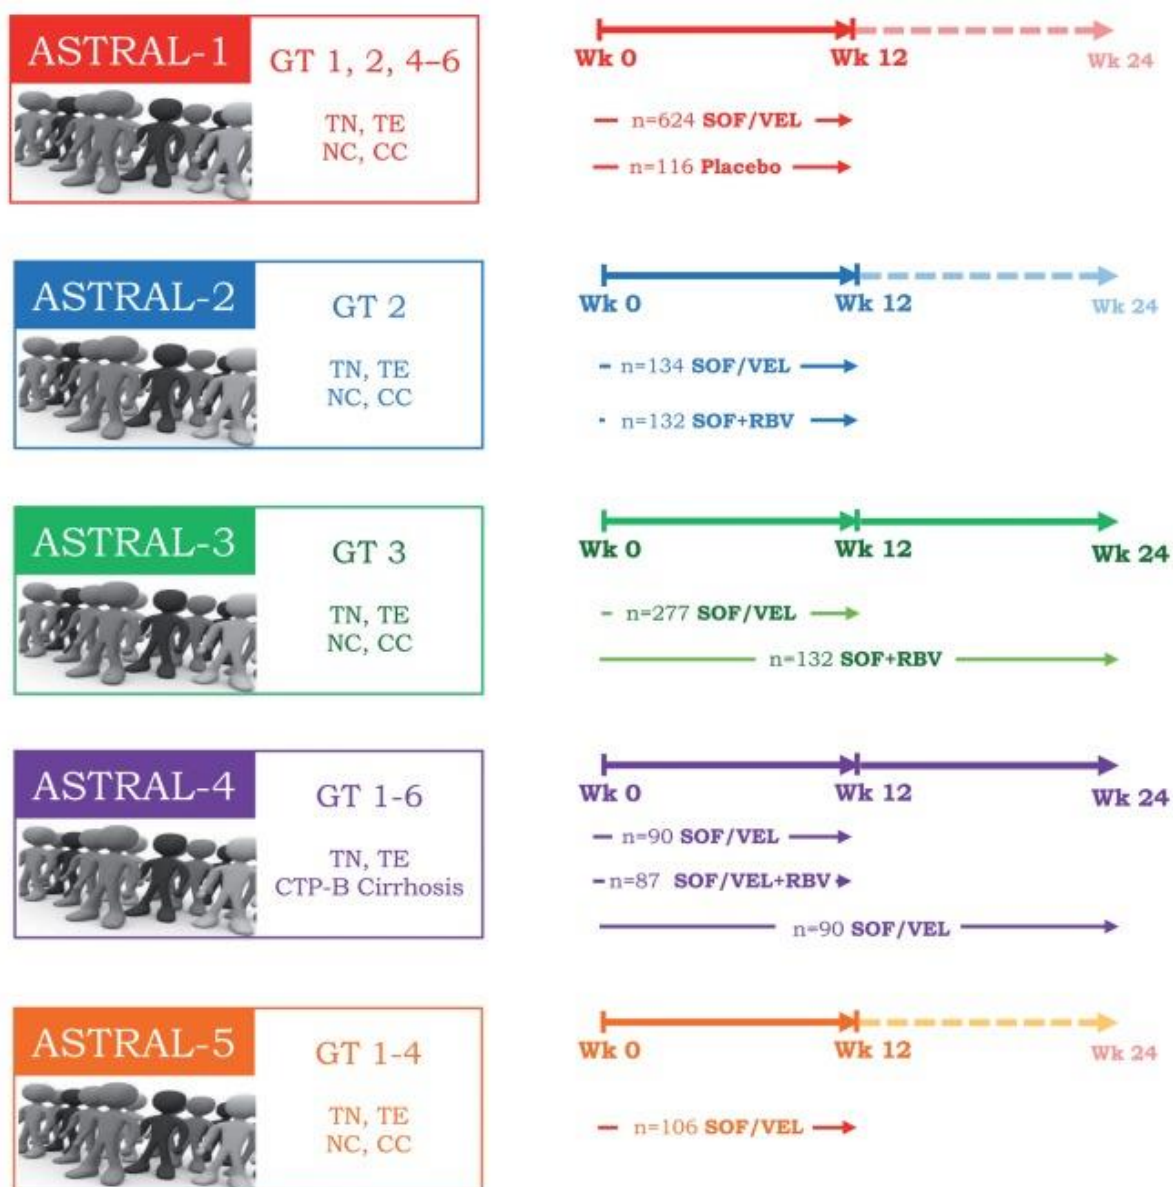 ASTRAL-1
GT 1, 2, 4–6
TN, TE
NC, CC
Wk 0
Wk 12
Wk 24
n=624 SOF/VEL
n=116 Placebo
ASTRAL-2
GT 2
TN, TE
NC, CC
Wk 0
Wk 12
Wk 24
n=134 SOF/VEL
n=132 SOF+RBV
ASTRAL-3
GT 3
TN, TE
NC, CC
Wk 0
Wk 12
Wk 24
n=277 SOF/VEL
n=132 SOF+RBV
ASTRAL-4
GT 1-6
TN, TE
CTP-B Cirrhosis
Wk 0
Wk 12
Wk 24
n=90 SOF/VEL
n=87 SOF/VEL+RBV
n=90 SOF/VEL
ASTRAL-5
GT 1-4
TN, TE
NC, CC
Wk 0
Wk 12
Wk 24
n=106 SOF/VEL